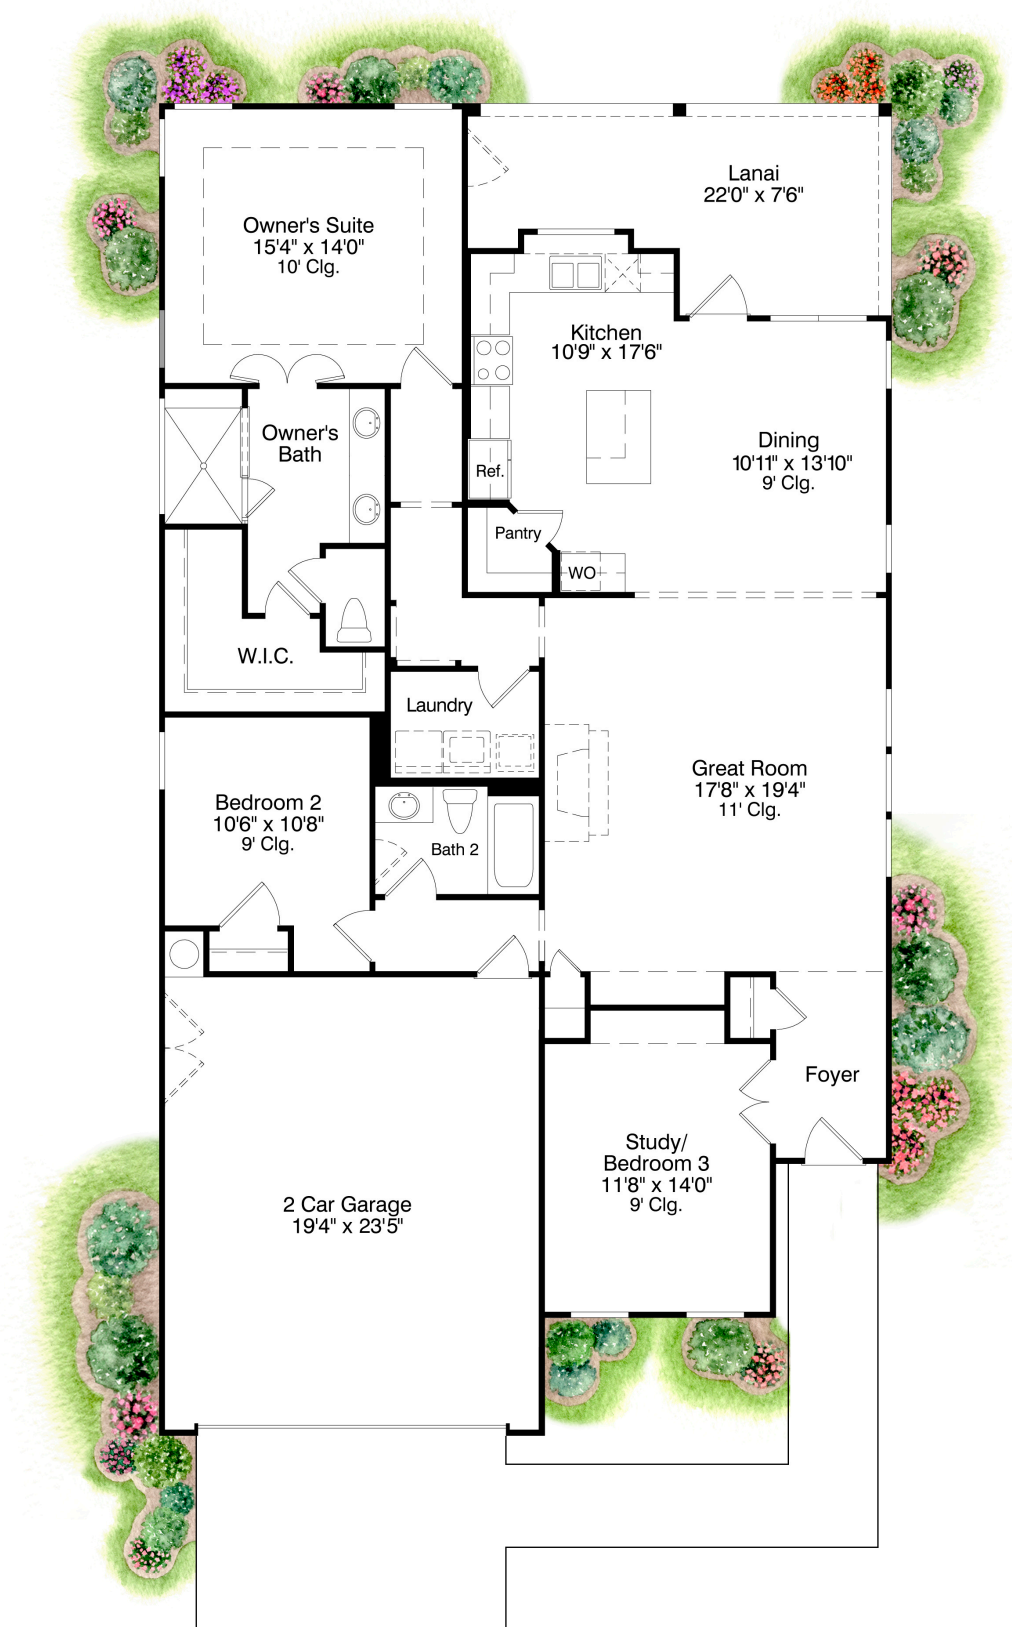 Lanai
22'0" x 7'6"
Owner's Suite
15'4" x 14'0"
10' Clg.
Kitchen
10'9" x 17'6"
Owner's
Bath
Dining
10'11" x 13'10"
9' Clg.
Ref.
Pantry
WO
W.I.C.
Laundry
Great Room
17'8" x 19'4"
11' Clg.
Bedroom 2
10'6" x 10'8"
9' Clg.
Bath 2
Foyer
Study/
Bedroom 3
11'8" x 14'0"
9' Clg.
2 Car Garage
19'4" x 23'5"